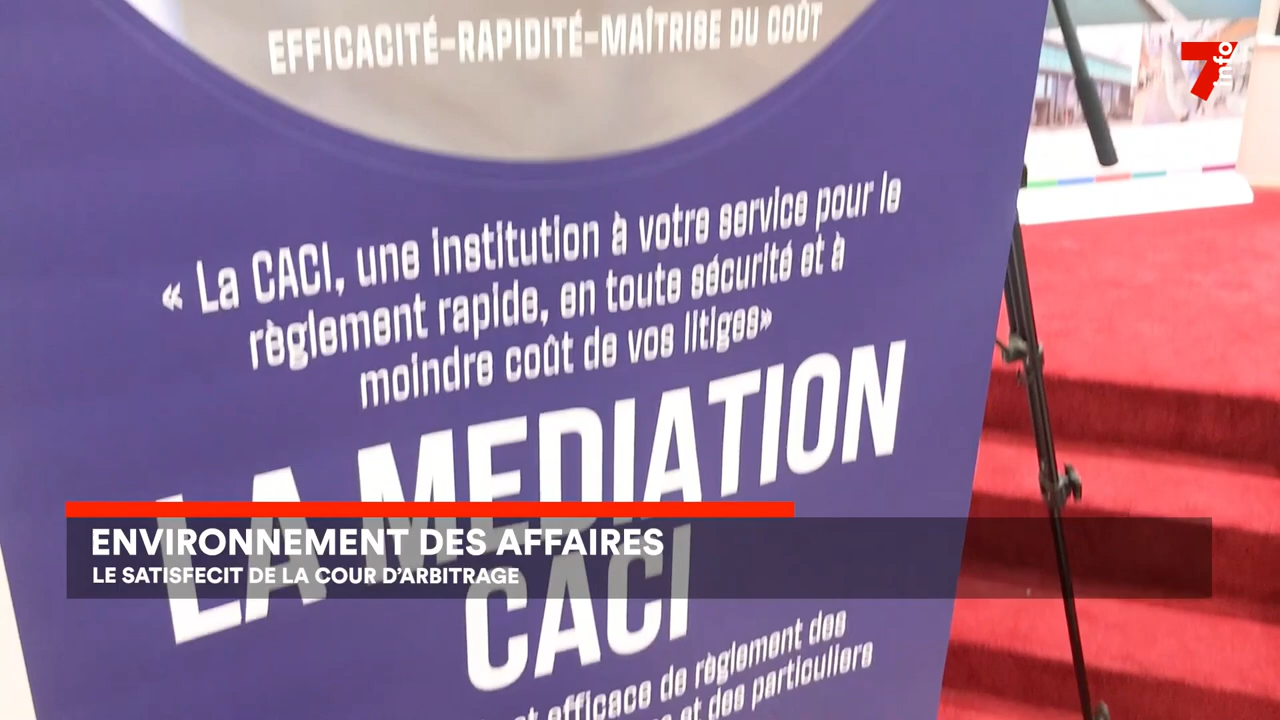 EFFICACITÉ-RAPIDITÉ-MAÎTRISE DU COÛT
7info
« La CACI, une institution à votre service pour le
règlement rapide, en toute sécurité et à
moindre coût de vos litiges»
LA MEDIATION
CACI
ENVIRONNEMENT DES AFFAIRES
LE SATISFECIT DE LA COUR D'ARBITRAGE
efficace de règlement des
et des particuliers